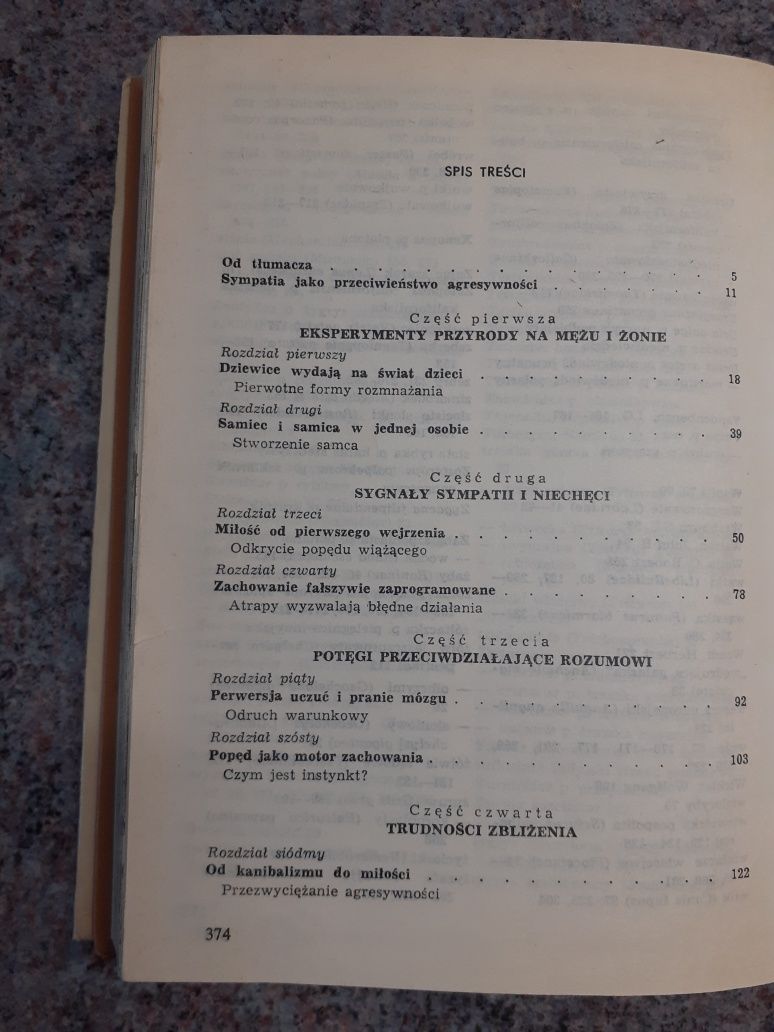 SPIS TREŚCI
Od tłumacza . . . . . . . . . . . . . . . . 5
Sympatia jako przeciwieństwo agresywności . . . . . . . 11
Część pierwsza
EKSPERYMENTY PRZYRODY NA MĘŻU I ŻONIE
Rozdział pierwszy
Dziewice wydają na świat dzieci . . . . . . . . . . 18
Pierwotne formy rozmnażania
Rozdział drugi
Samiec i samica w jednej osobie . . . . . . . . . . 39
Stworzenie samca
Część druga
SYGNAŁY SYMPATII I NIECHĘCI
Rozdział trzeci
Miłość od pierwszego wejrzenia . . . . . . . . . . . 50
Odkrycie popędu wiążącego
Rozdział czwarty
Zachowanie fałszywie zaprogramowane . . . . . . . . . 78
Atrapy wyzwalają błędne działania
Część trzecia
POTĘGI PRZECIWDZIAŁAJĄCE ROZUMOWI
Rozdział piąty
Perwersja uczuć i pranie mózgu . . . . . . . . . . . 92
Odruch warunkowy
Rozdział szósty
Popęd jako motor zachowania . . . . . . . . . . . . 103
Czym jest instynkt?
Część czwarta
TRUDNOŚCI ZBLIŻENIA
Rozdział siódmy
Od kanibalizmu do miłości . . . . . . . . . . . . 122
Przezwyciężanie agresywności
374